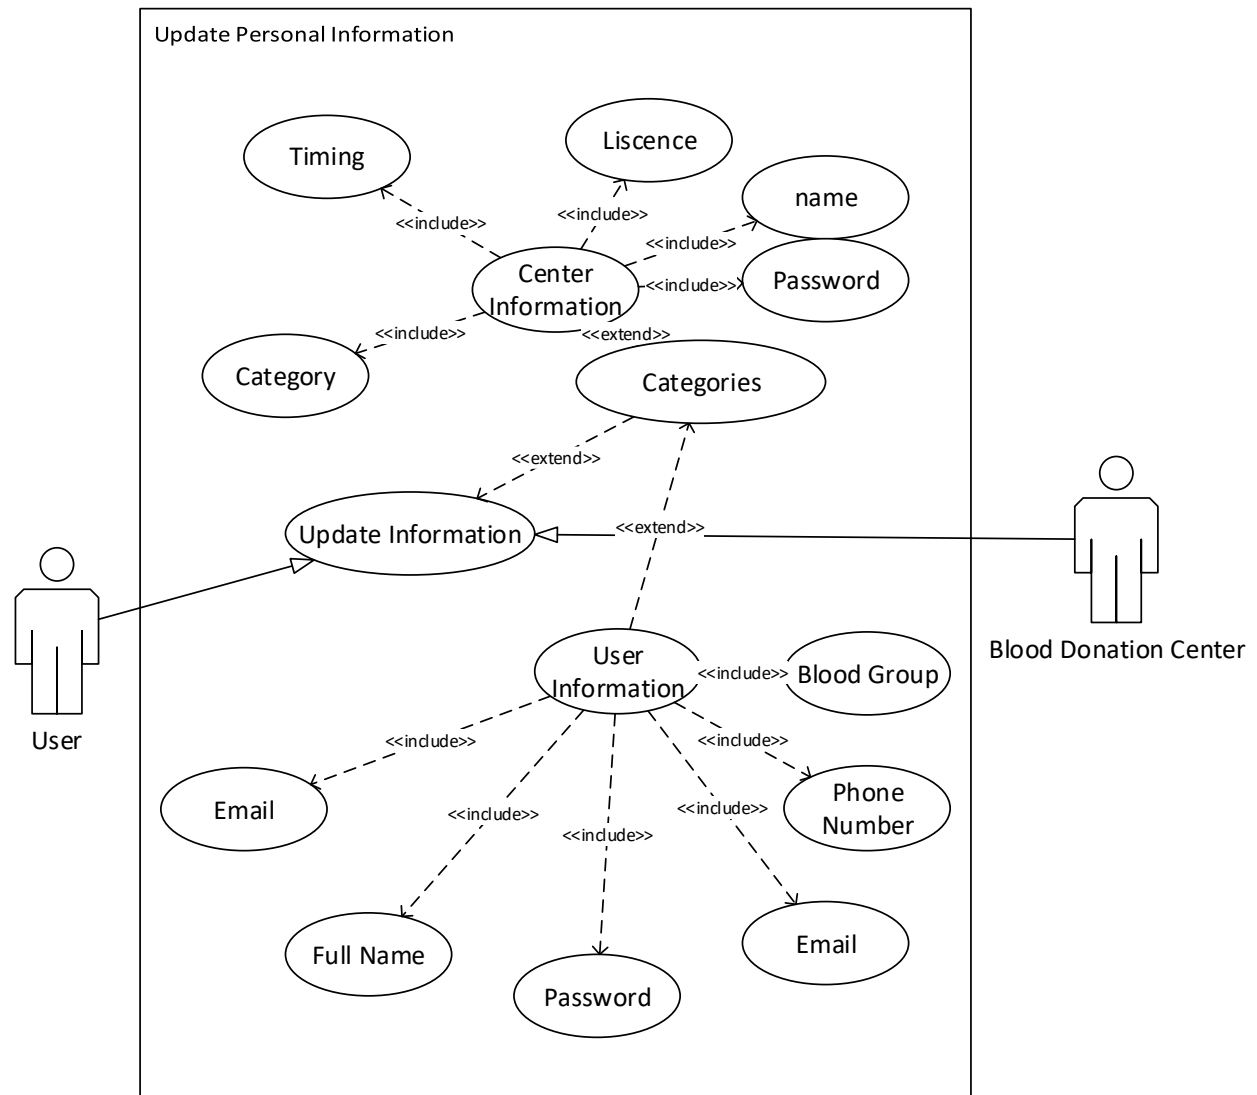 Update Personal Information
Liscence
Timing
name
<<include>>
<<include>>
<<include>>
Center
Information
Password
<<include>>
<<include>>
<<extend>>
Category
Categories
<<extend>>
Update Information
<<extend>>
Blood Donation Center
User
Information
<<include>>
Blood Group
User
<<include>>
<<include>>
Email
<<include>>
<<include>>
Phone
Number
<<include>>
Full Name
Email
Password